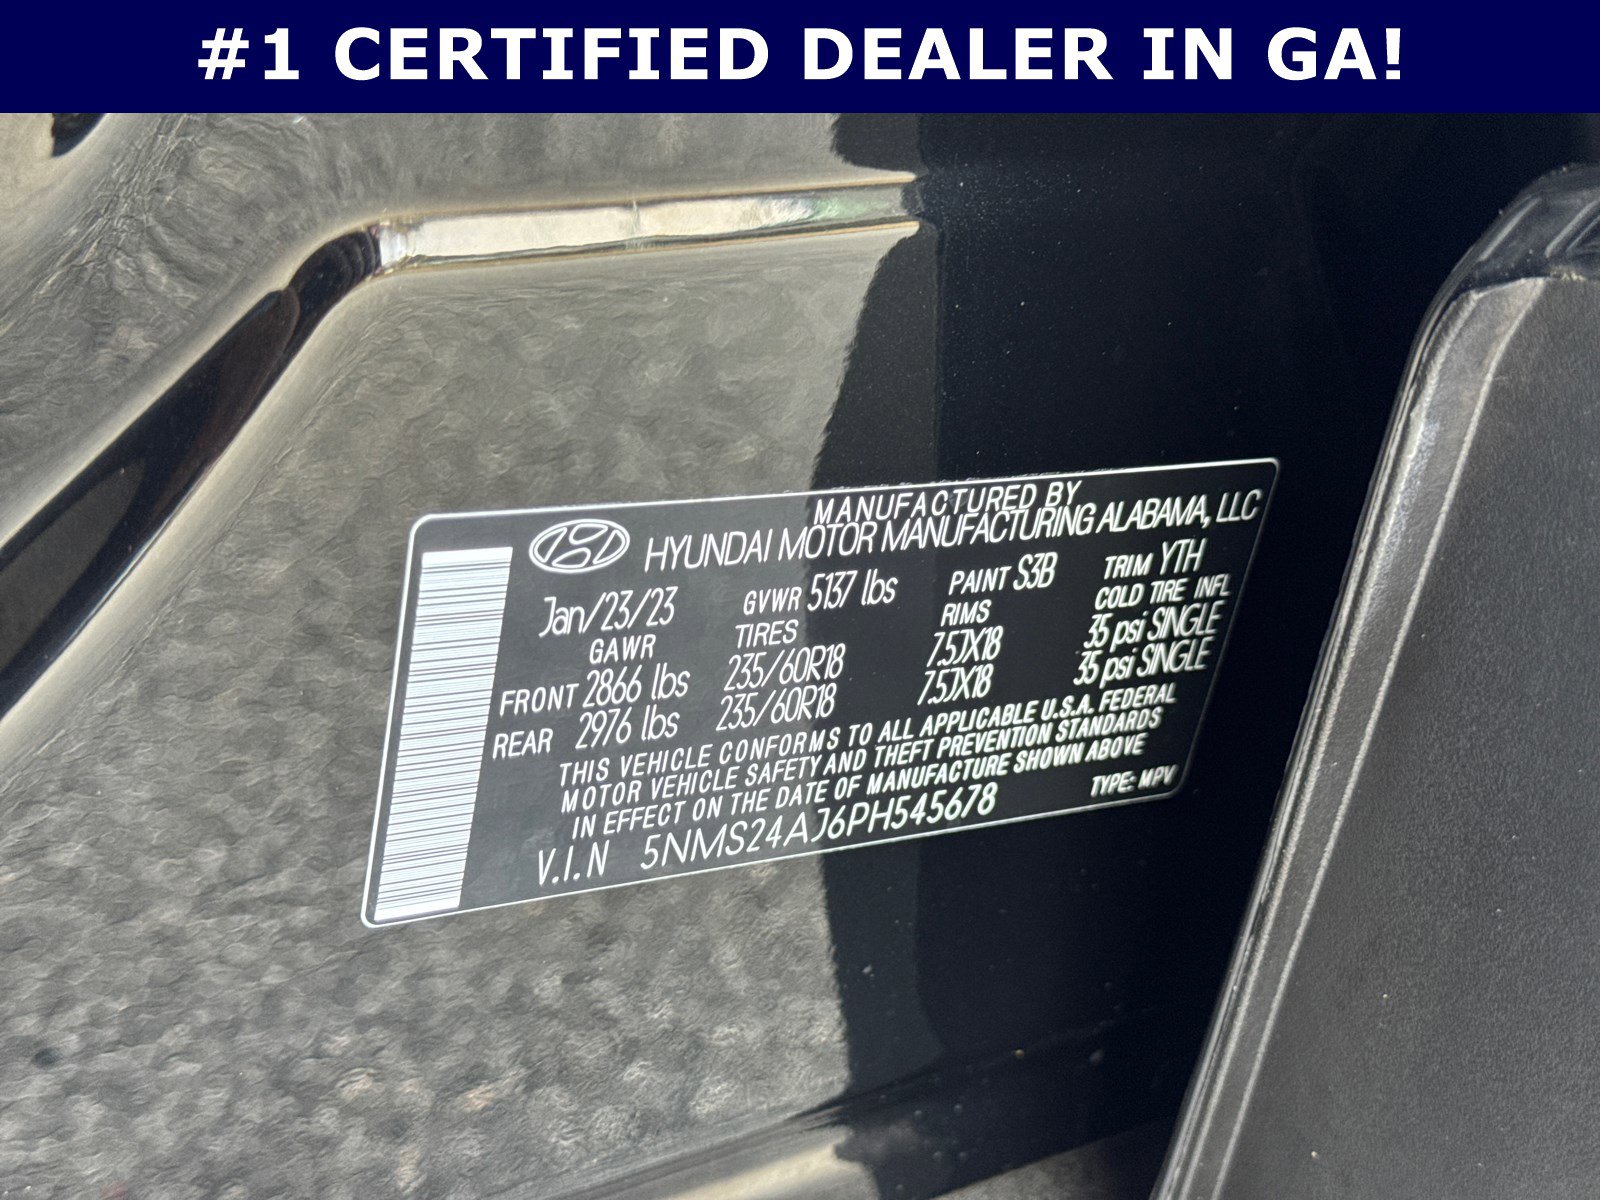 #1 CERTIFIED DEALER IN GA!
MANUFACTURED BY
HYUNDAI MOTOR MANUFACTURING ALABAMA, LLC
Jan/23/23 GVWR 5137 lbs PAINT S3B TRIM YTH
GAWR TIRES RIMS COLD TIRE INFL
FRONT 2866 lbs 235/60R18 7.5JX18 35 psi SINGLE
REAR 2976 lbs 235/60R18 7.5JX18 35 psi SINGLE
THIS VEHICLE CONFORMS TO ALL APPLICABLE U.S.A. FEDERAL
MOTOR VEHICLE SAFETY AND THEFT PREVENTION STANDARDS
IN EFFECT ON THE DATE OF MANUFACTURE SHOWN ABOVE
V.I.N 5NMS24AJ6PH545678 TYPE: MPV